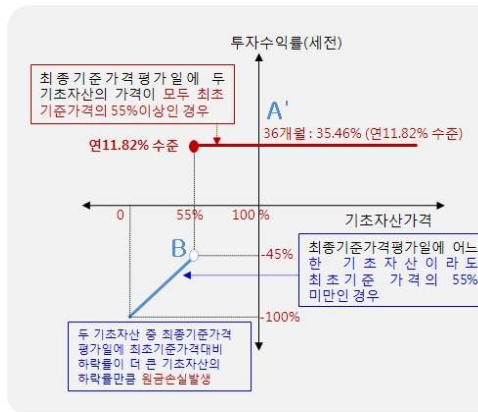 투자수익률(세전)
최종기준가격평가일에 두
기초자산의 가격이 모두 최초
기준가격의 55%이상인 경우
A'
36개월 : 35.46% (연11.82% 수준)
연11.82% 수준
0
55%
100 %
기초자산가격
B
-45%
최종기준가격평가일에 어느
한 기초자산이라도
최초기준 가격의 55%
미만인 경우
-100%
두 기초자산 중 최종기준가격
평가일에 최초기준가격대비
하락률이 더 큰 기초자산의
하락률만큼 원금손실발생